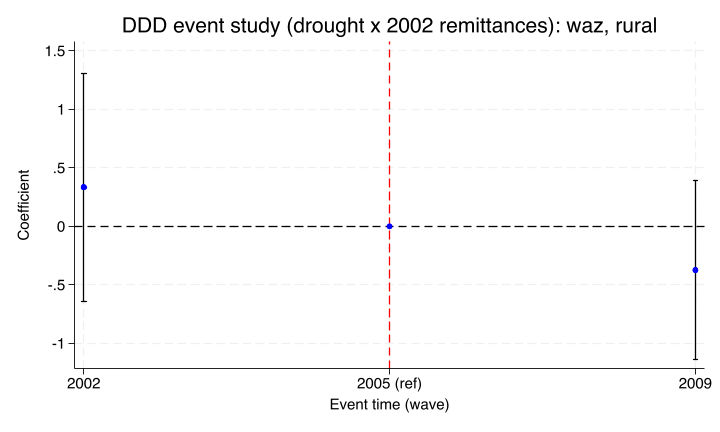 DDD event study (drought x 2002 remittances): waz, rural
1.5
1
.5
0
-.5
-1
Coefficient
2002
2005 (ref)
2009
Event time (wave)